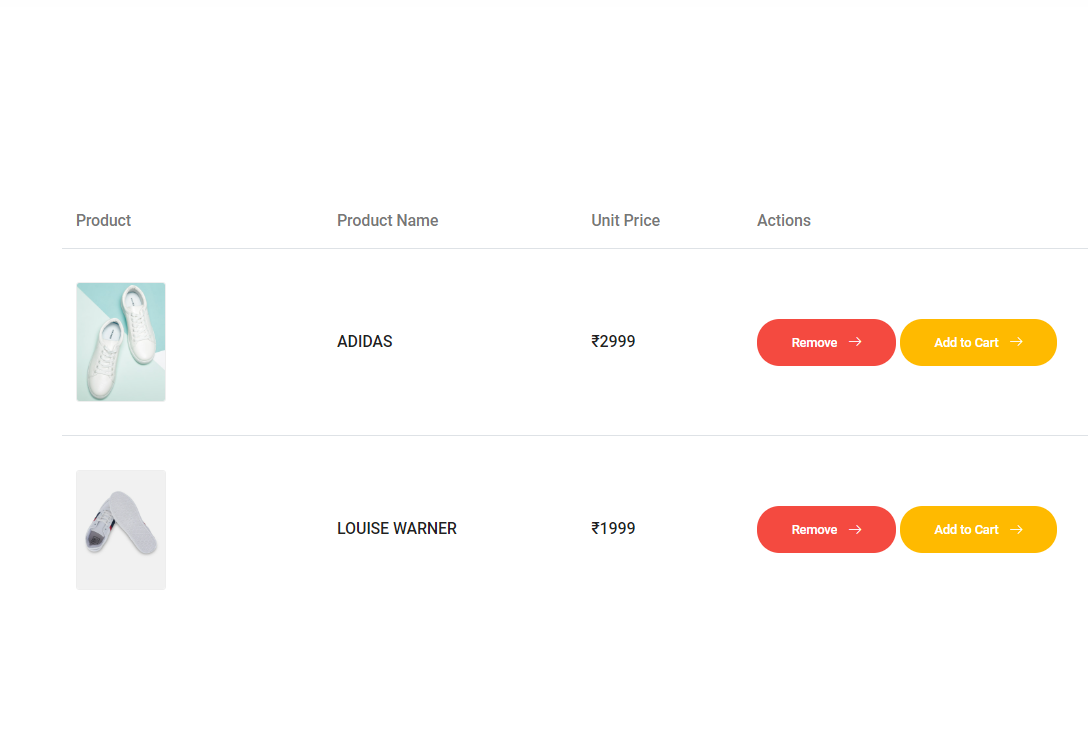 Product Product Name Unit Price Actions
ADIDAS ₹2999 Remove → Add to Cart →
LOUISE WARNER ₹1999 Remove → Add to Cart →